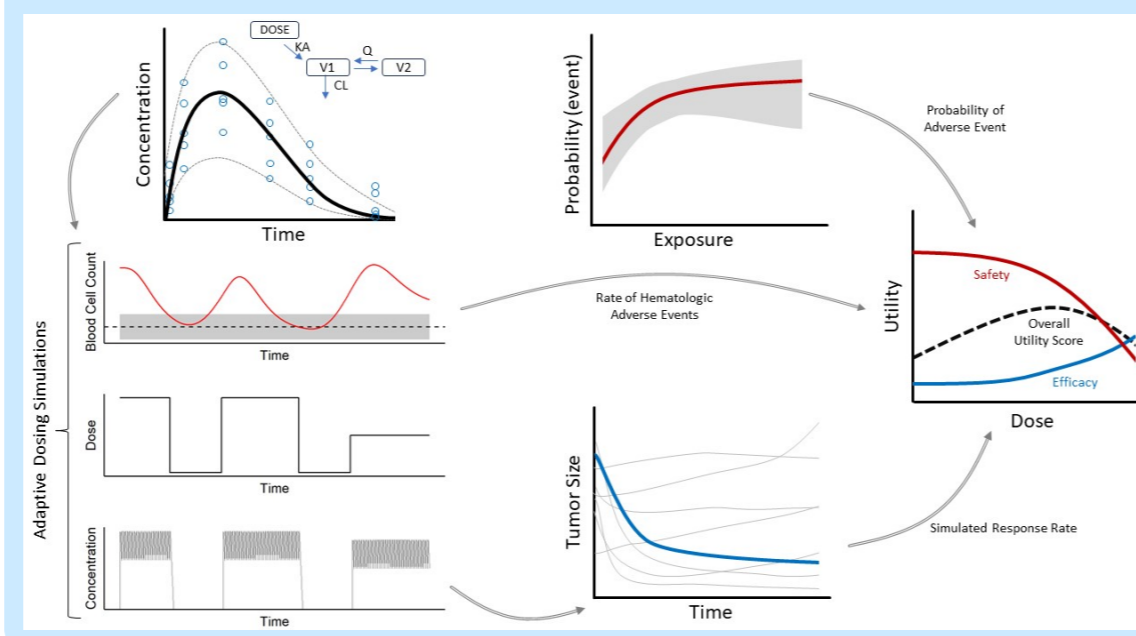 DOSE
KA
Q
V1
V2
CL
Concentration
Time
Probability (event)
Exposure
Probability of
Adverse Event
Adaptive Dosing Simulations
Blood Cell Count
Time
Rate of Hematologic
Adverse Events
Utility
Safety
Overall
Utility Score
Efficacy
Dose
Dose
Time
Tumor Size
Time
Simulated Response Rate
Concentration
Time